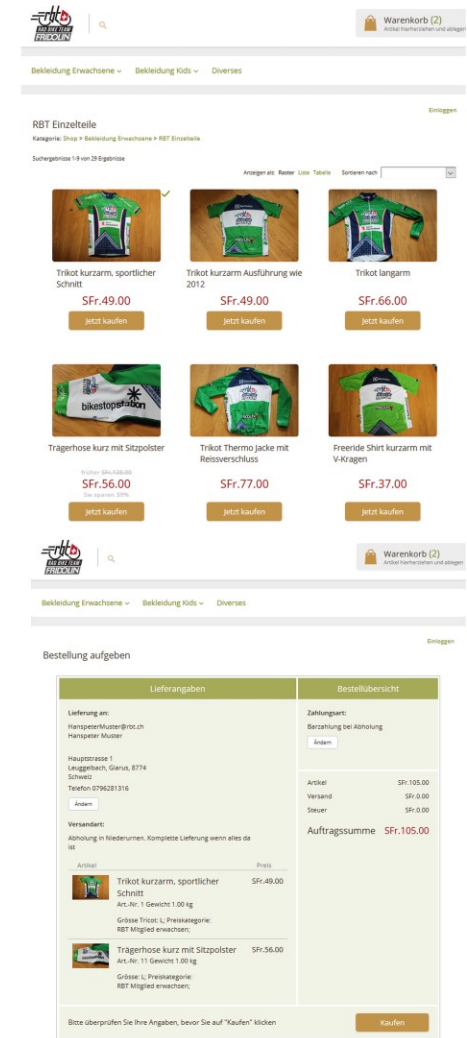 rbt
RAD BIKE TEAM
FRIDOLIN
Warenkorb (2)
Artikel hierherziehen und ablegen
Bekleidung Erwachsene
Bekleidung Kids
Diverses
Einloggen
RBT Einzelteile
Kategorie: Shop > Bekleidung Erwachsene > RBT Einzelteile
Suchergebnisse 1-9 von 29 Ergebnisse
Anzeigen als: Raster Liste Tabelle Sortieren nach
Trikot kurzarm, sportlicher
Schnitt
SFr.49.00
Jetzt kaufen
Trikot kurzarm Ausführung wie
2012
SFr.49.00
Jetzt kaufen
Trikot langarm
SFr.66.00
Jetzt kaufen
bikestopstation
Trägerhose kurz mit Sitzpolster
früher SFr.138.00
SFr.56.00
Sie sparen 59%
Jetzt kaufen
Trikot Thermo Jacke mit
Reissverschluss
SFr.77.00
Jetzt kaufen
Freeride Shirt kurzarm mit
V-Kragen
SFr.37.00
Jetzt kaufen
rbt
RAD BIKE TEAM
FRIDOLIN
Warenkorb (2)
Artikel hierherziehen und ablegen
Bekleidung Erwachsene
Bekleidung Kids
Diverses
Einloggen
Bestellung aufgeben
Lieferangaben
Lieferung an:
HanspeterMuster@rbt.ch
Hanspeter Muster
Hauptstrasse 1
Leuggelbach, Glarus, 8774
Schweiz
Telefon 0796281316
Ändern
Versandart:
Abholung in Niederurnen. Komplette Lieferung wenn alles da
ist
Artikel Preis
Trikot kurzarm, sportlicher SFr.49.00
Schnitt
Art.-Nr. 1 Gewicht 1.00 kg
Grösse Tricot: L; Preiskategorie:
RBT Mitglied erwachsen;
Trägerhose kurz mit Sitzpolster SFr.56.00
Art.-Nr. 11 Gewicht 1.00 kg
Grösse: L; Preiskategorie:
RBT Mitglied erwachsen;
Bestellübersicht
Zahlungsart:
Barzahlung bei Abholung
Ändern
Artikel SFr.105.00
Versand SFr.0.00
Steuer SFr.0.00
Auftragssumme SFr.105.00
Bitte überprüfen Sie Ihre Angaben, bevor Sie auf "Kaufen" klicken
Kaufen